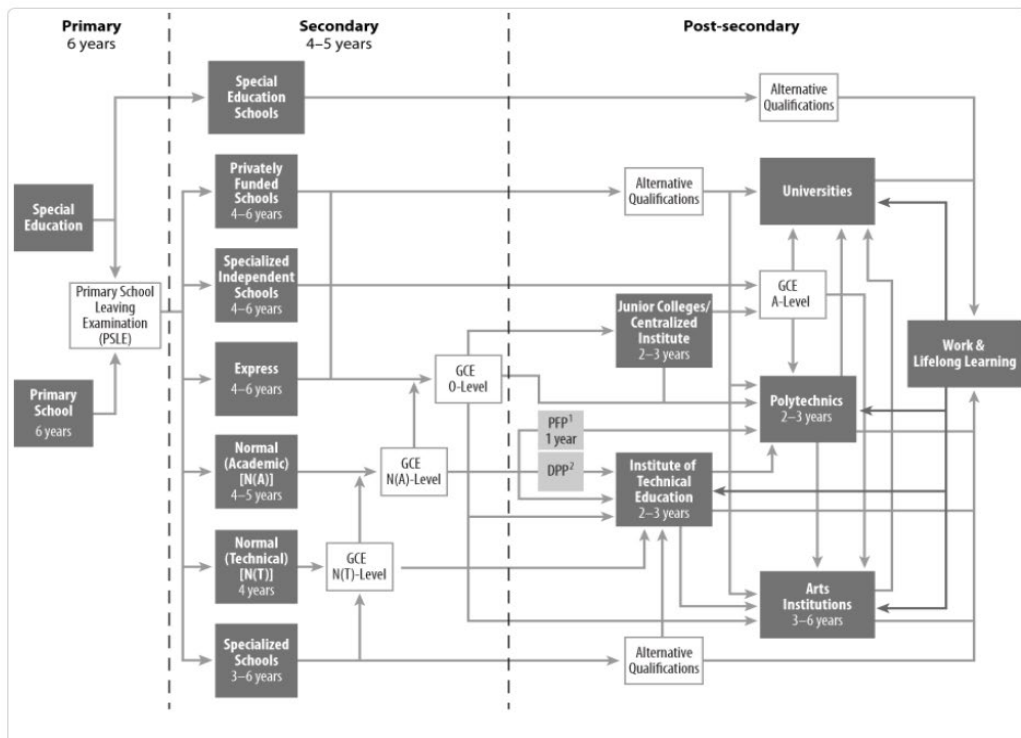 Primary
6 years
Secondary
4–5 years
Post-secondary
Special
Education
Schools
Alternative
Qualifications
Privately
Funded
Schools
4–6 years
Alternative
Qualifications
Universities
Special
Education
Specialized
Independent
Schools
4–6 years
GCE
A-Level
Primary School
Leaving
Examination
(PSLE)
Junior Colleges/
Centralized
Institute
2–3 years
Work &
Lifelong Learning
Express
4–6 years
GCE
O-Level
Primary
School
6 years
Polytechnics
2–3 years
PFP¹
1 year
Normal
(Academic)
[N(A)]
4–5 years
GCE
N(A)-Level
DPP²
Institute of
Technical
Education
2–3 years
Normal
(Technical)
[N(T)]
4 years
GCE
N(T)-Level
Arts
Institutions
3–6 years
Specialized
Schools
3–6 years
Alternative
Qualifications